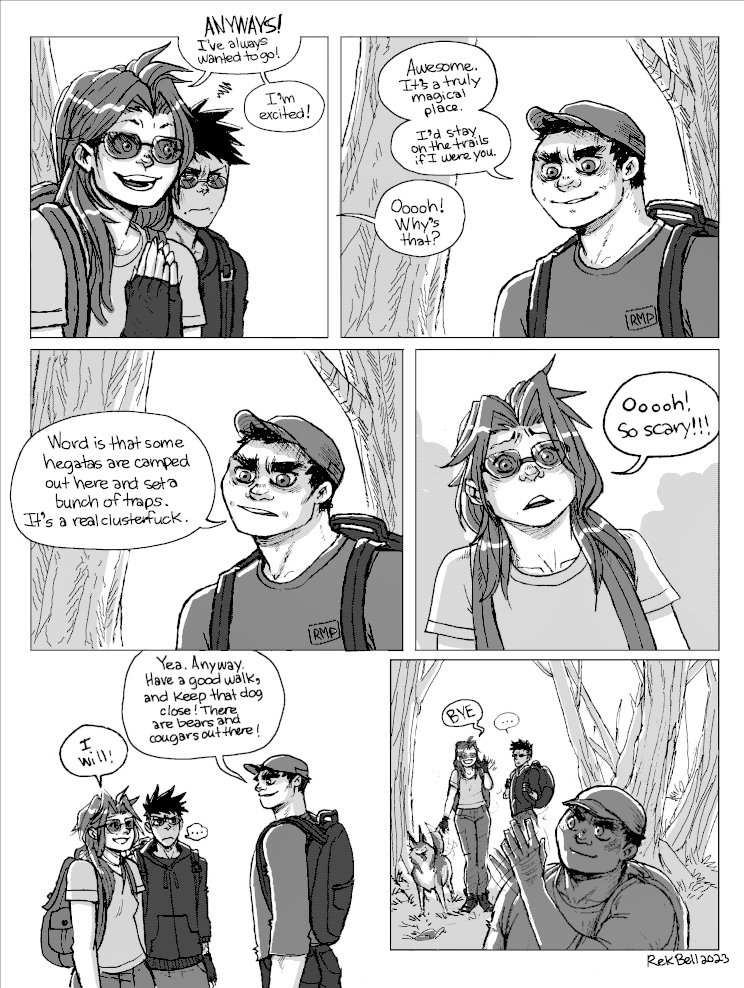 ANYWAYS!
I've always
wanted to go!
I'm
excited!
Awesome.
It's a truly
magical
place.
I'd stay
on the trails
if I were you.
Ooooh!
Why's
that?
RMP
Word is that some
hegatas are camped
out here and set a
bunch of traps.
It's a real clusterfuck.
RMP
Ooooh!
So scary!!!
Yea. Anyway.
Have a good walk,
and keep that dog
close! There
are bears and
cougars out there!
I
will!
...
BYE
...
RekBell2023